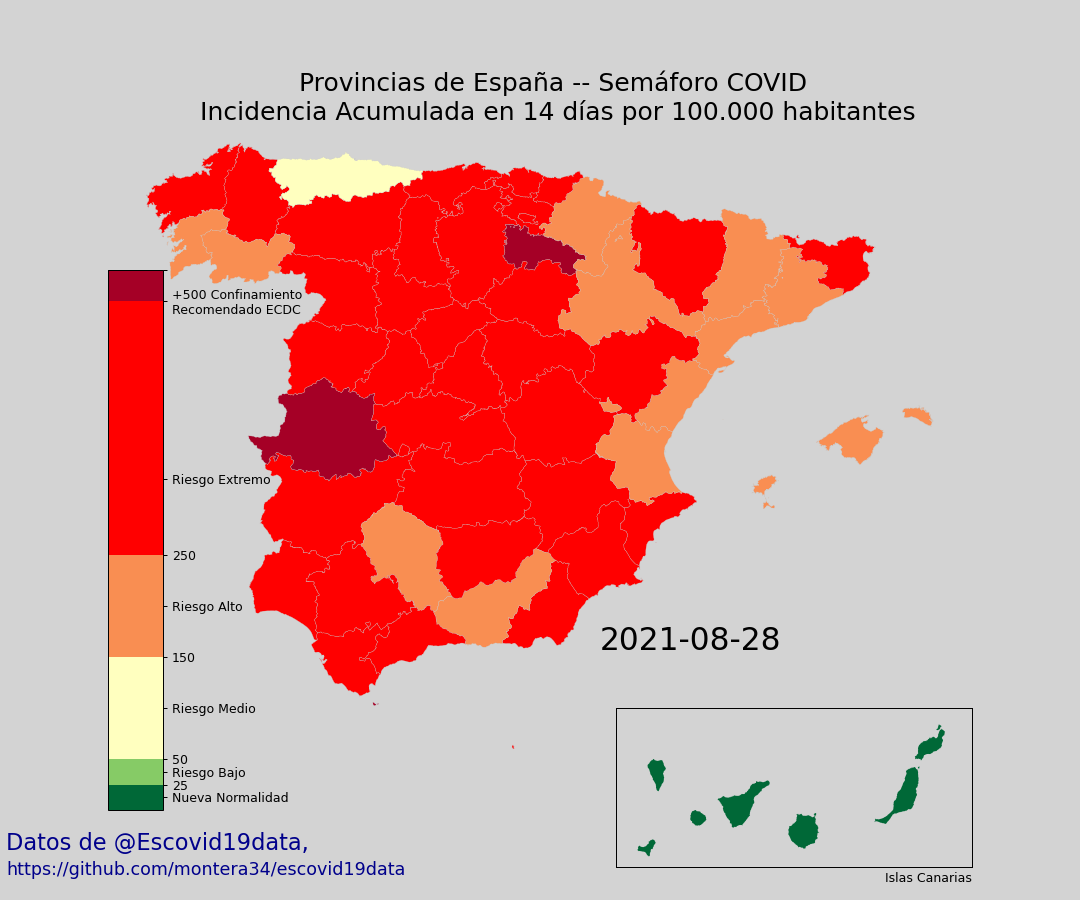 Provincias de España -- Semáforo COVID
Incidencia Acumulada en 14 días por 100.000 habitantes
+500 Confinamiento
Recomendado ECDC
Riesgo Extremo
250
Riesgo Alto
150
Riesgo Medio
50
Riesgo Bajo
25
Nueva Normalidad
2021-08-28
Islas Canarias
Datos de @Escovid19data,
https://github.com/montera34/escovid19data